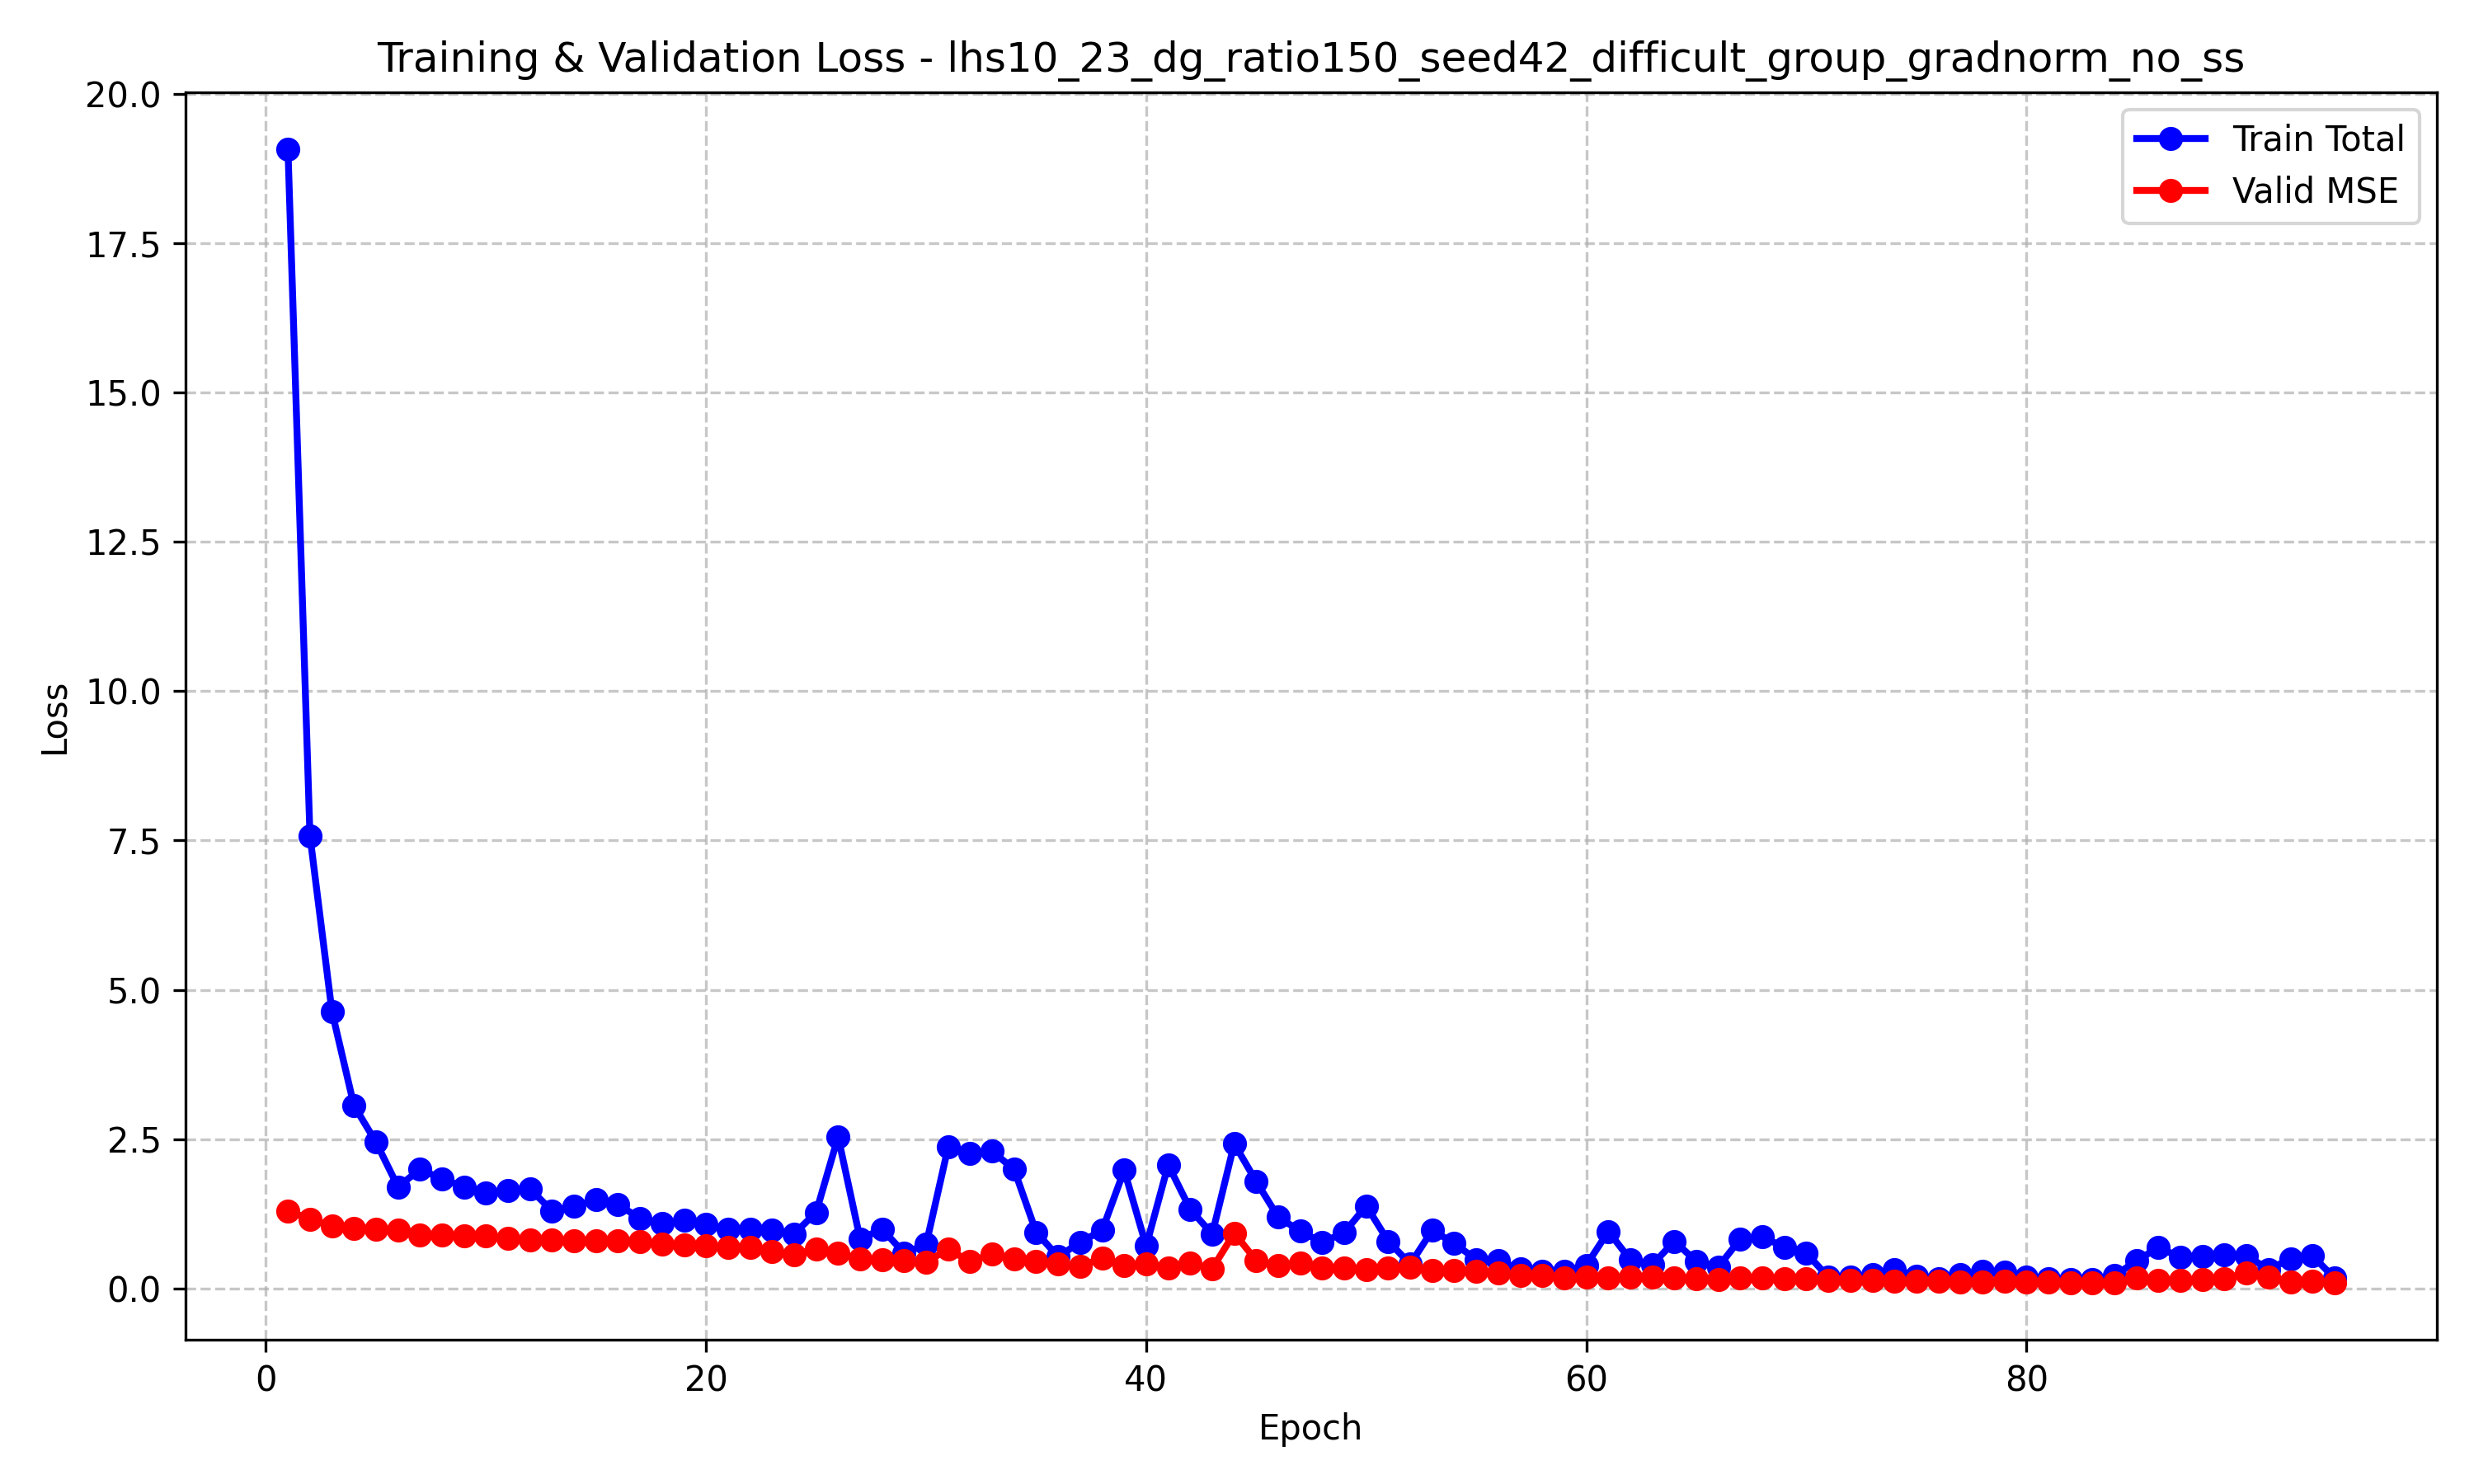 Training & Validation Loss - lhs10_23_dg_ratio150_seed42_difficult_group_gradnorm_no_ss
Train Total
Valid MSE
20.0
17.5
15.0
12.5
10.0
7.5
5.0
2.5
0.0
Loss
0 20 40 60 80
Epoch